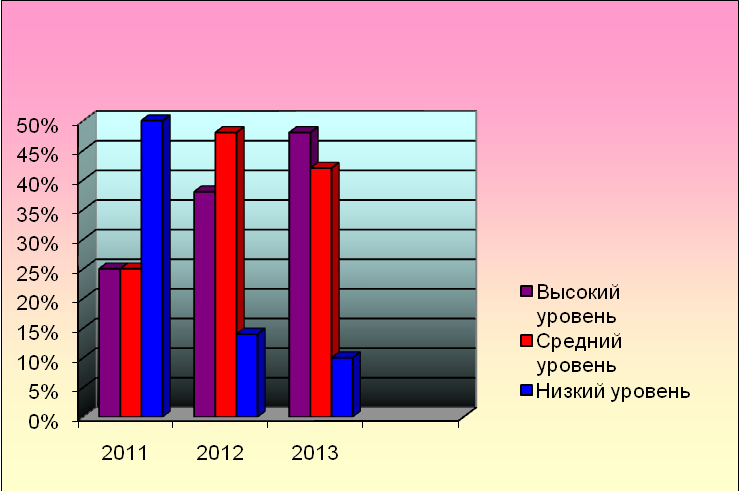 50%
45%
40%
35%
30%
25%
20%
15%
10%
5%
0%
2011 2012 2013
Высокий
уровень
Средний
уровень
Низкий уровень